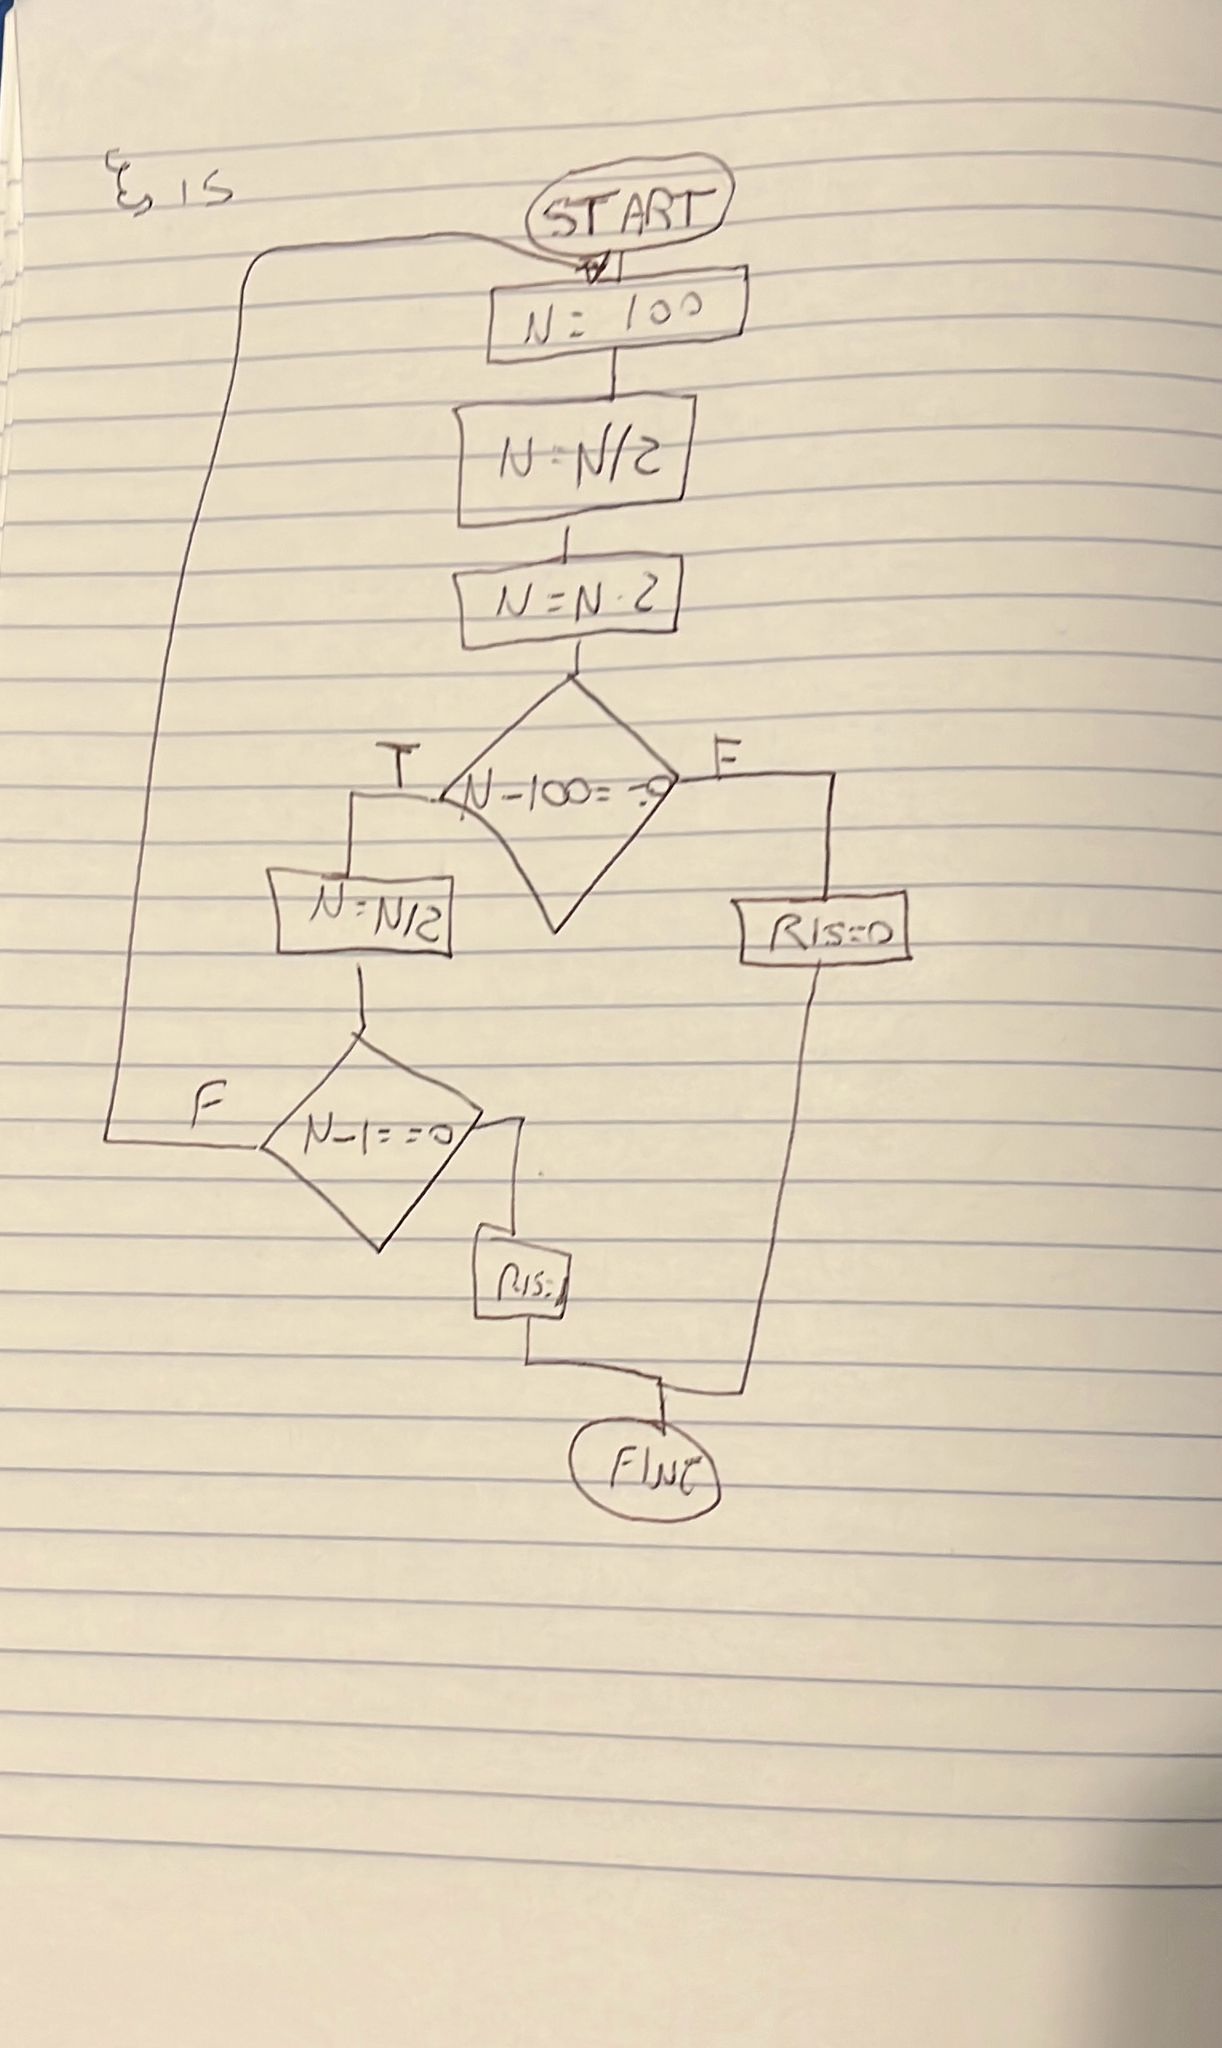 Es 15
START
N = 100
N = N/2
N = N · 2
T
F
N - 100 = = 0
N = N/2
RIS = 0
F
N - 1 = = 0
RIS = 1
FINE